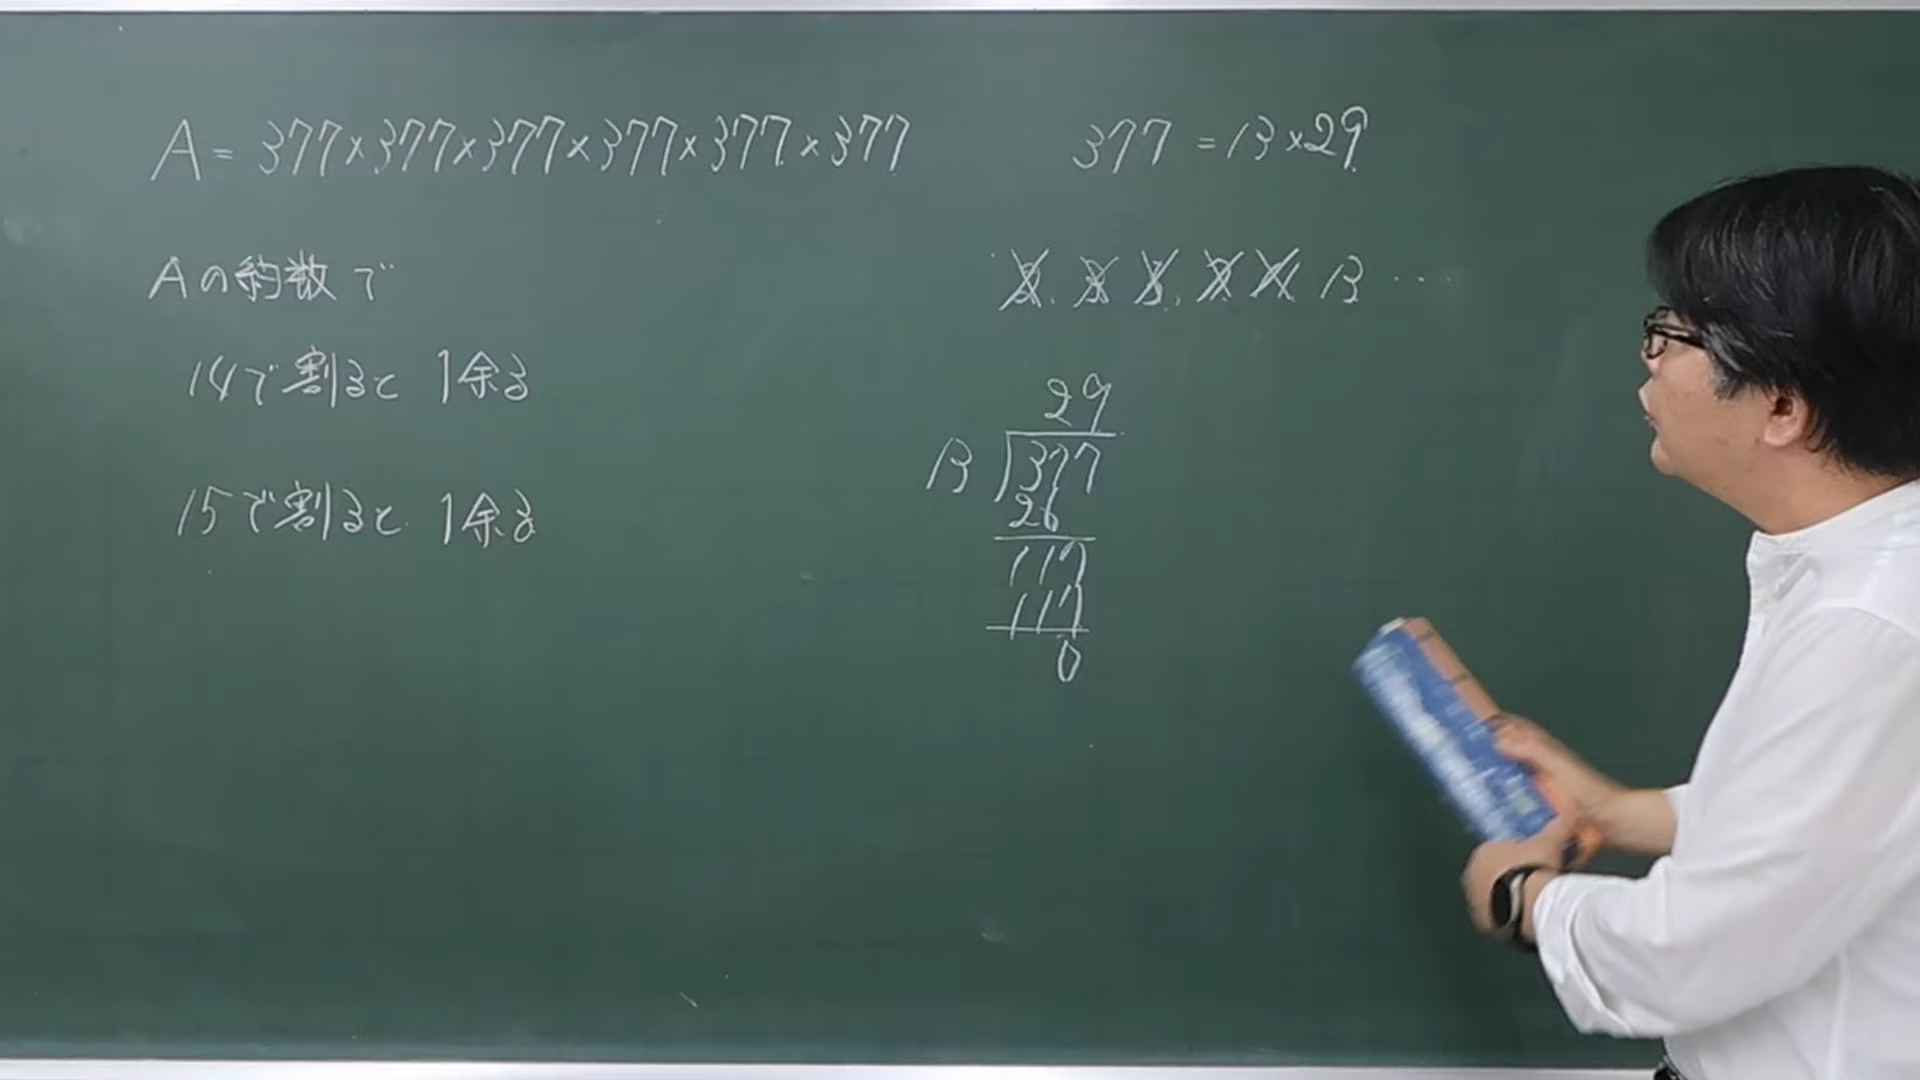 A = 377×377×377×377×377×377
Aの約数で
14で割ると 1余る
15で割ると 1余る
377 = 13×29
2, 3, 5, 7, 11 13 …
29
13 377
26
117
117
0